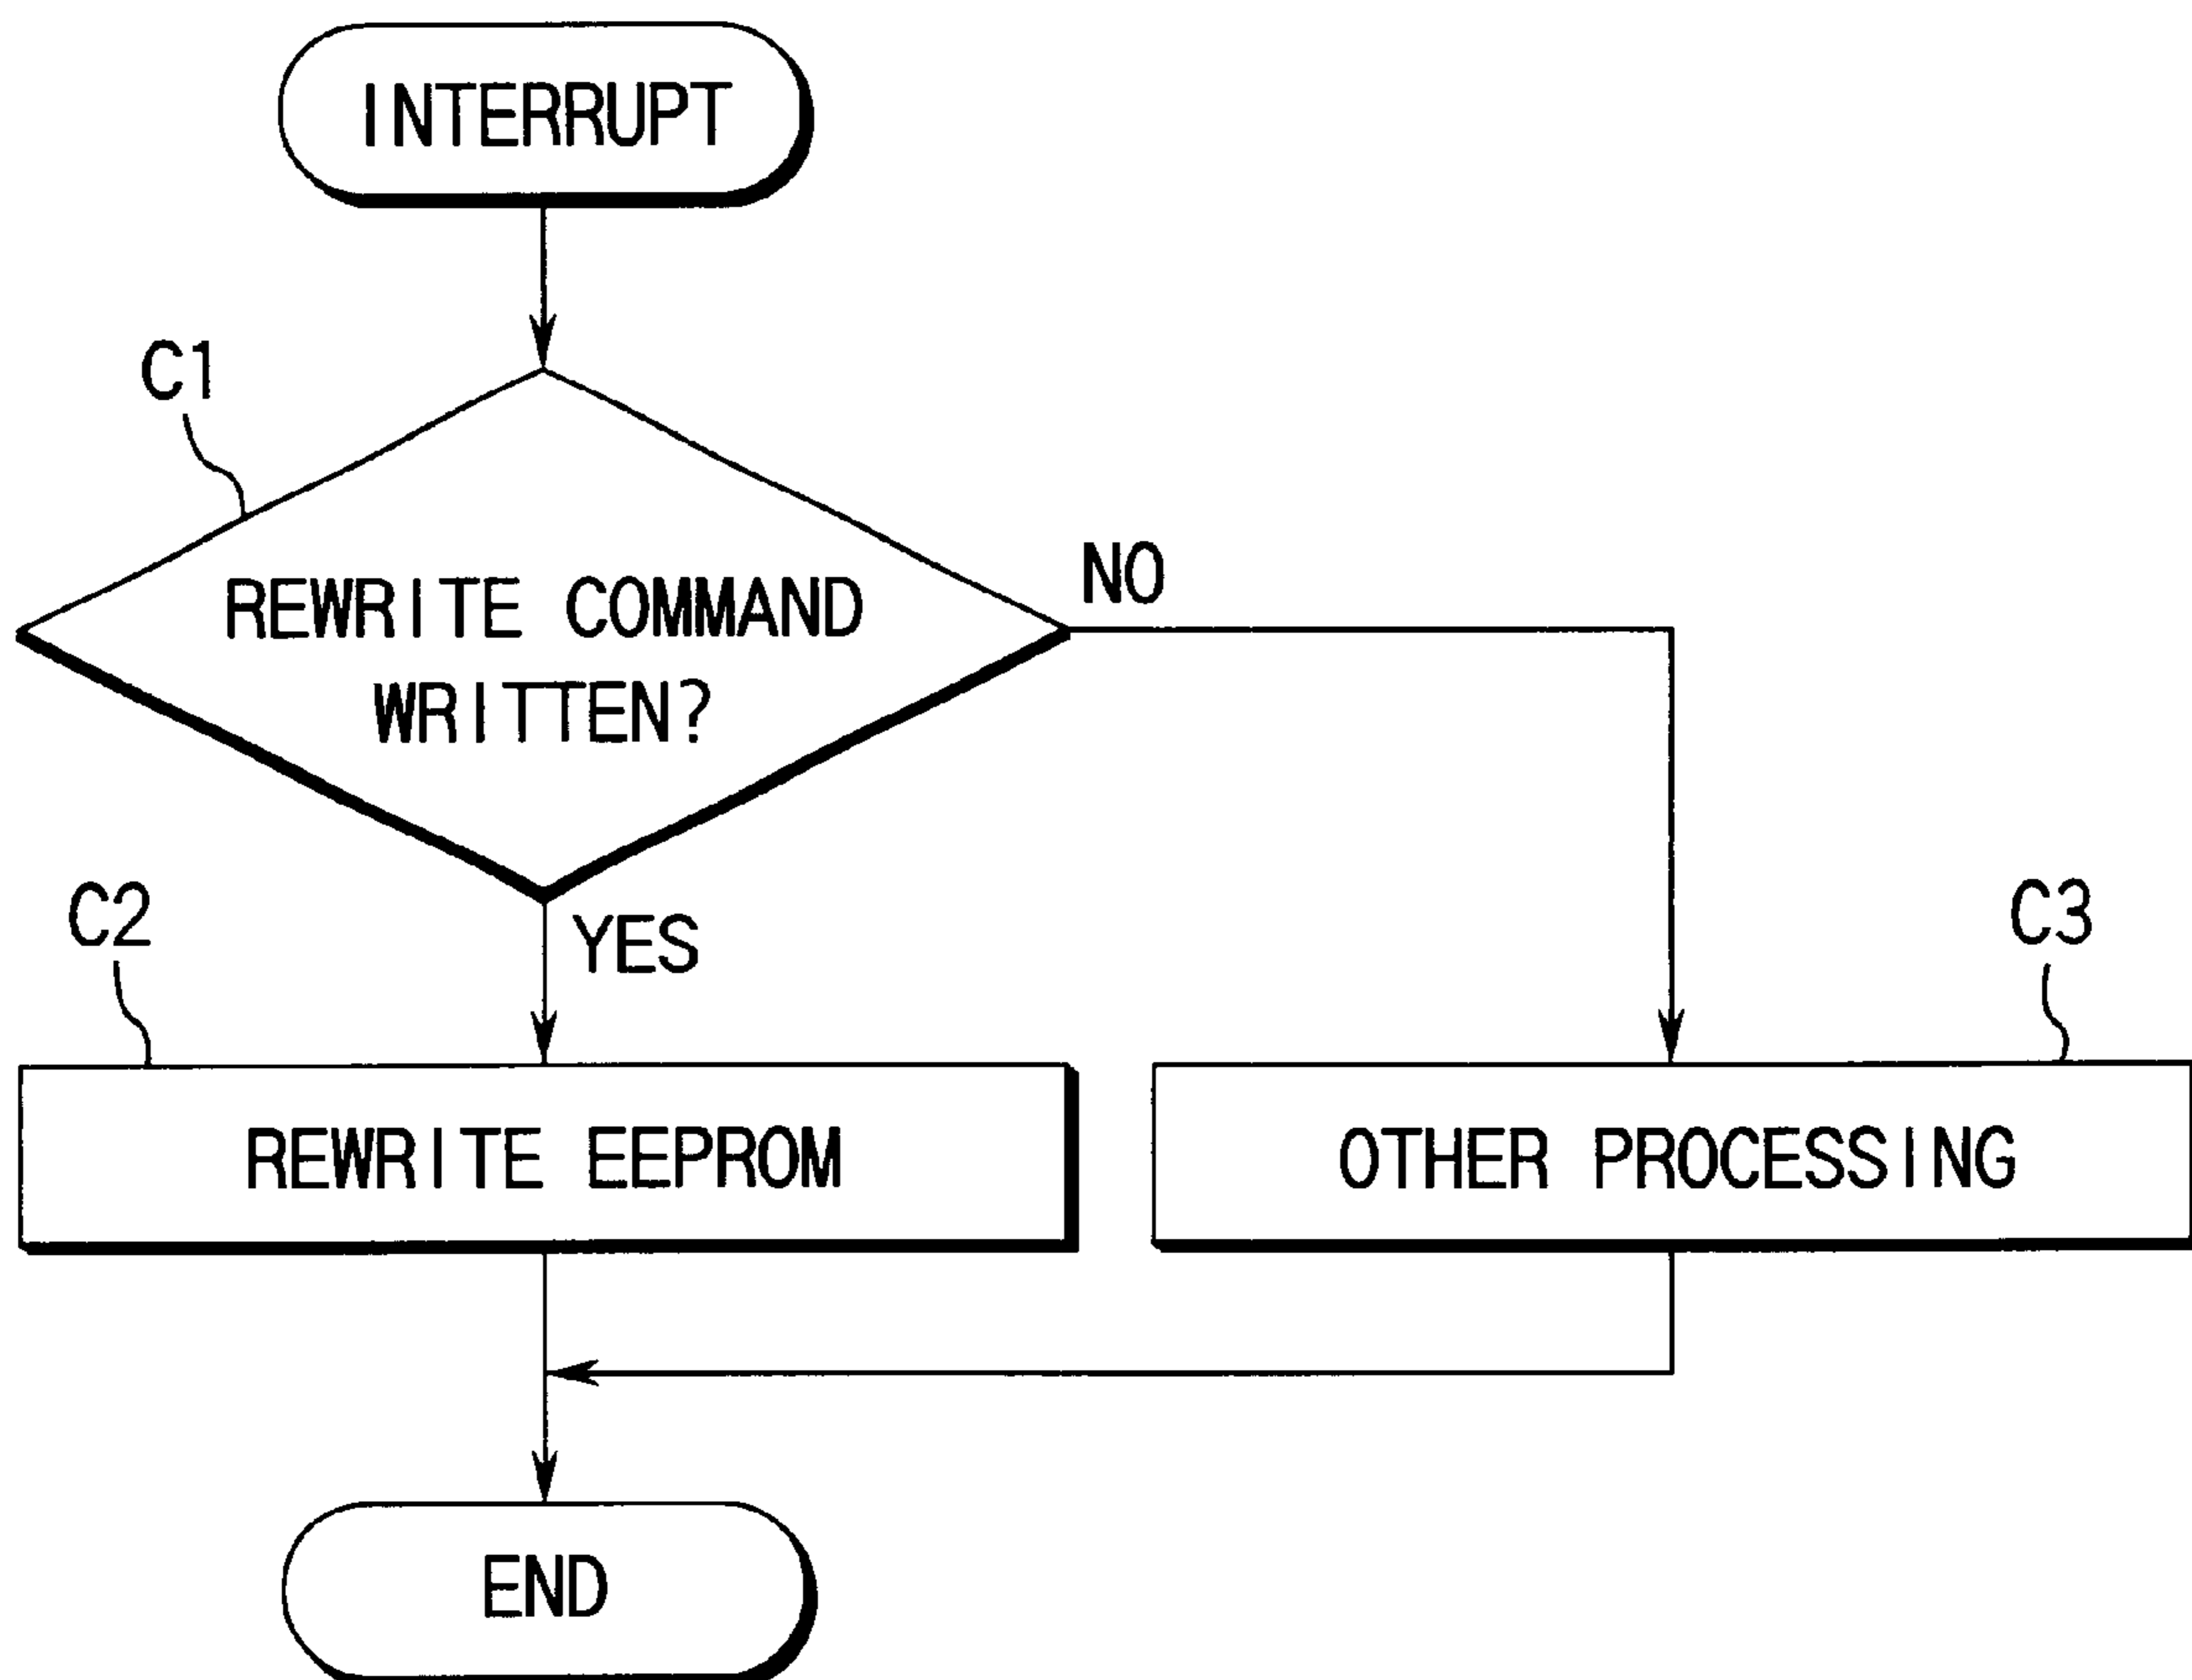 INTERRUPT
C1
NO
REWRITE COMMAND
WRITTEN?
C2
YES
C3
REWRITE EEPROM
OTHER PROCESSING
END